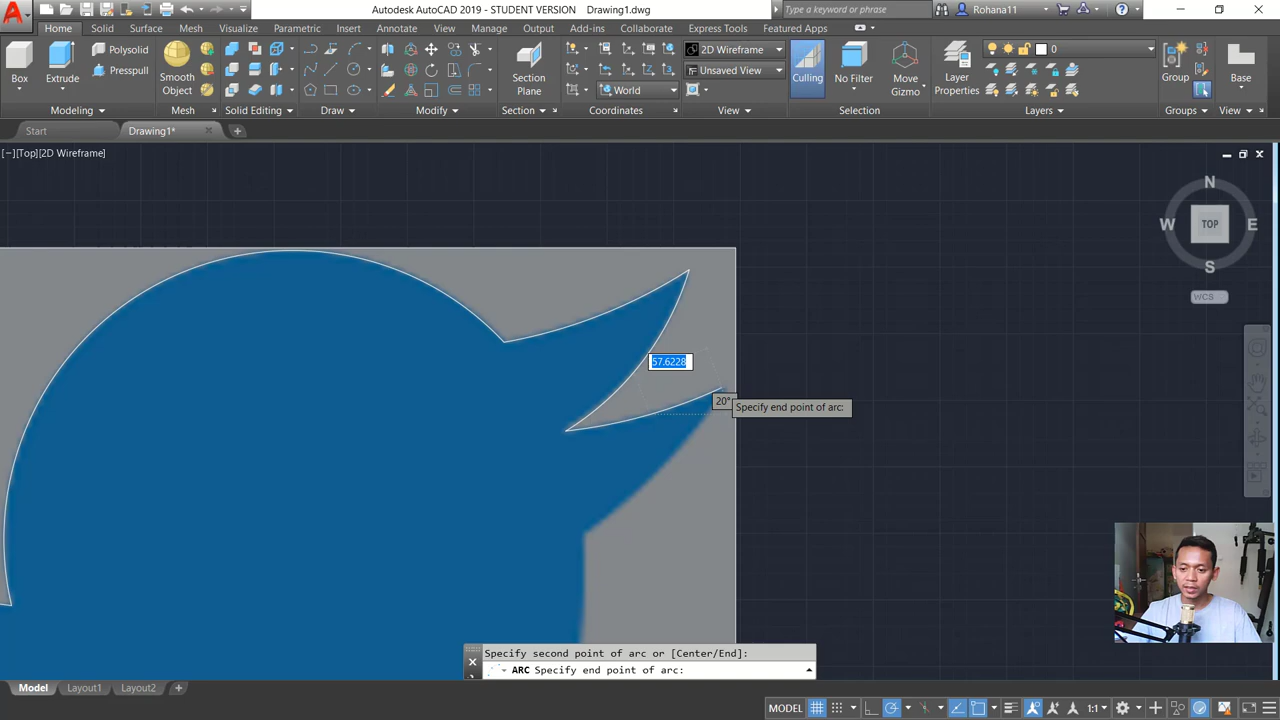 Autodesk AutoCAD 2019 - STUDENT VERSION Drawing1.dwg
Type a keyword or phrase
Rohana11
Home Solid Surface Mesh Visualize Parametric Insert Annotate View Manage Output Add-ins Collaborate Express Tools Featured Apps
Box
Extrude
Polysolid
Presspull
Smooth
Object
Section
Plane
World
2D Wireframe
Unsaved View
Culling
No Filter
Move
Gizmo
Layer
Properties
0
Group
Base
Modeling Mesh Solid Editing Draw Modify Section Coordinates View Selection Layers Groups View
Start Drawing1*
[−][Top][2D Wireframe]
N
W TOP E
S
WCS
57.6228
20° Specify end point of arc:
Specify second point of arc or [Center/End]:
ARC Specify end point of arc:
Model Layout1 Layout2
MODEL 1:1